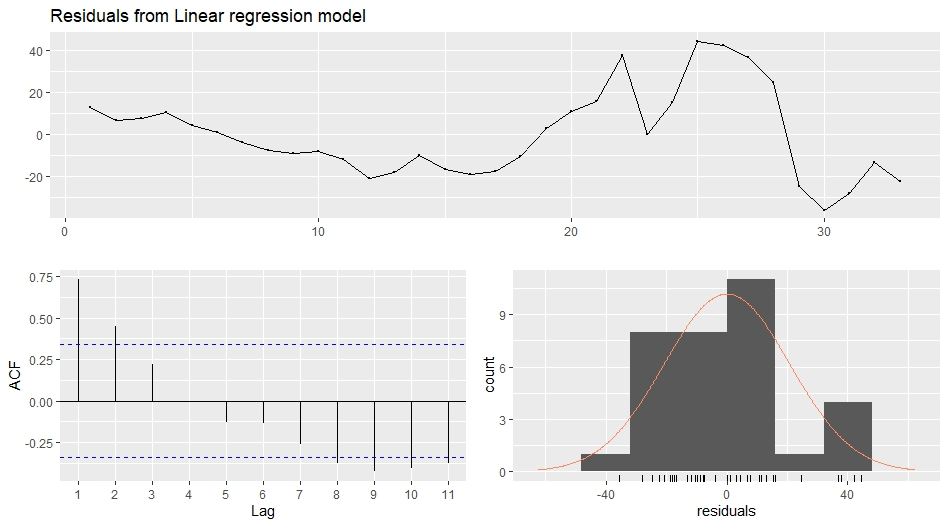 Residuals from Linear regression model
40
20
0
-20
0 10 20 30
0.75
0.50
0.25
0.00
-0.25
ACF
1 2 3 4 5 6 7 8 9 10 11
Lag
9
6
3
0
count
-40 0 40
residuals